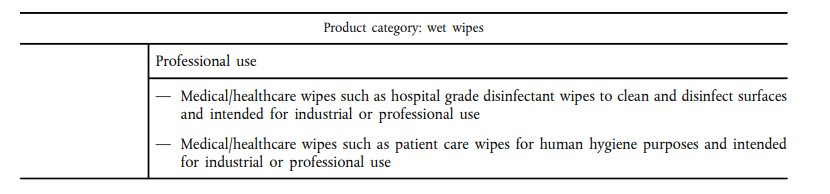 Product category: wet wipes
Professional use
— Medical/healthcare wipes such as hospital grade disinfectant wipes to clean and disinfect surfaces
and intended for industrial or professional use
— Medical/healthcare wipes such as patient care wipes for human hygiene purposes and intended
for industrial or professional use